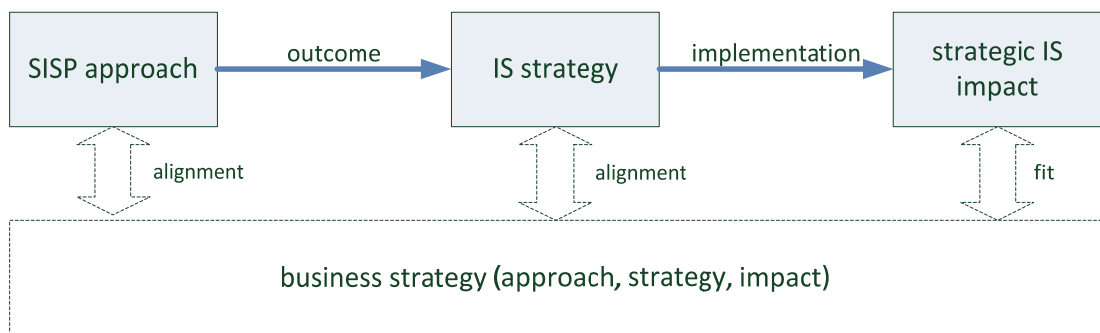 SISP approach
outcome
IS strategy
implementation
strategic IS
impact
alignment
alignment
fit
business strategy (approach, strategy, impact)